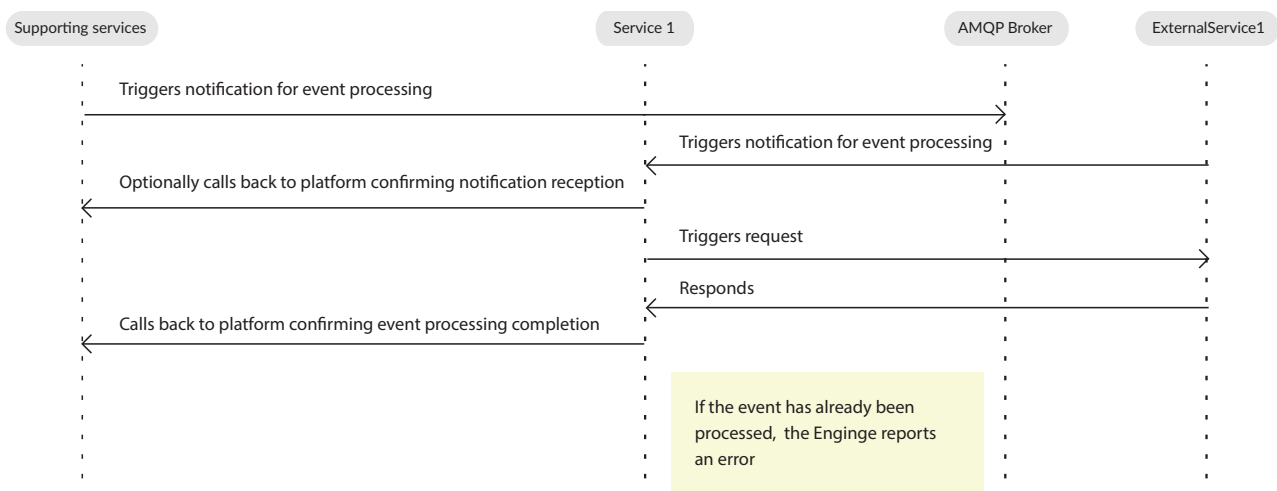 Supporting services
Service 1
AMQP Broker
ExternalService1
Triggers notification for event processing
Triggers notification for event processing
Optionally calls back to platform confirming notification reception
Triggers request
Responds
Calls back to platform confirming event processing completion
If the event has already been
processed,  the Enginge reports
an error